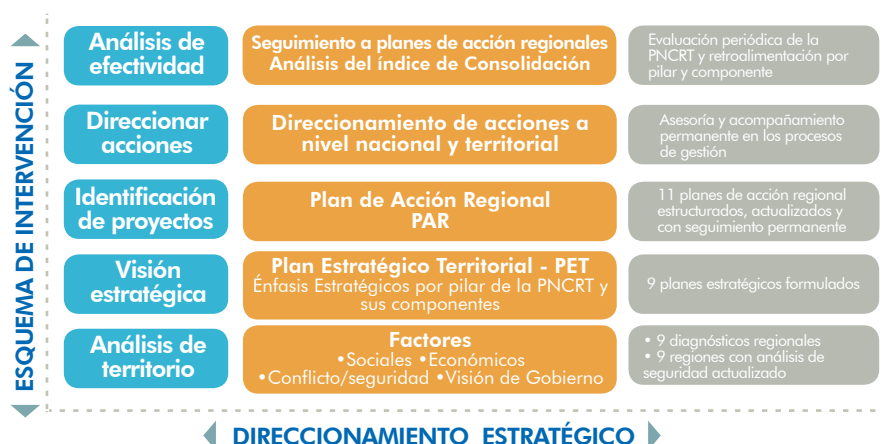 ESQUEMA DE INTERVENCIÓN
Análisis de
efectividad
Seguimiento a planes de acción regionales
Análisis del índice de Consolidación
Evaluación periódica de la
PNCRT y retroalimentación por
pilar y componente
Direccionar
acciones
Direccionamiento de acciones a
nivel nacional y territorial
Asesoría y acompañamiento
permanente en los procesos
de gestión
Identificación
de proyectos
Plan de Acción Regional
PAR
11 planes de acción regional
estructurados, actualizados y
con seguimiento permanente
Visión
estratégica
Plan Estratégico Territorial - PET
Énfasis Estratégicos por pilar de la PNCRT y
sus componentes
9 planes estratégicos formulados
Análisis de
territorio
Factores
•Sociales •Económicos
•Conflicto/seguridad •Visión de Gobierno
• 9 diagnósticos regionales
• 9 regiones con análisis de
seguridad actualizado
DIRECCIONAMIENTO ESTRATÉGICO